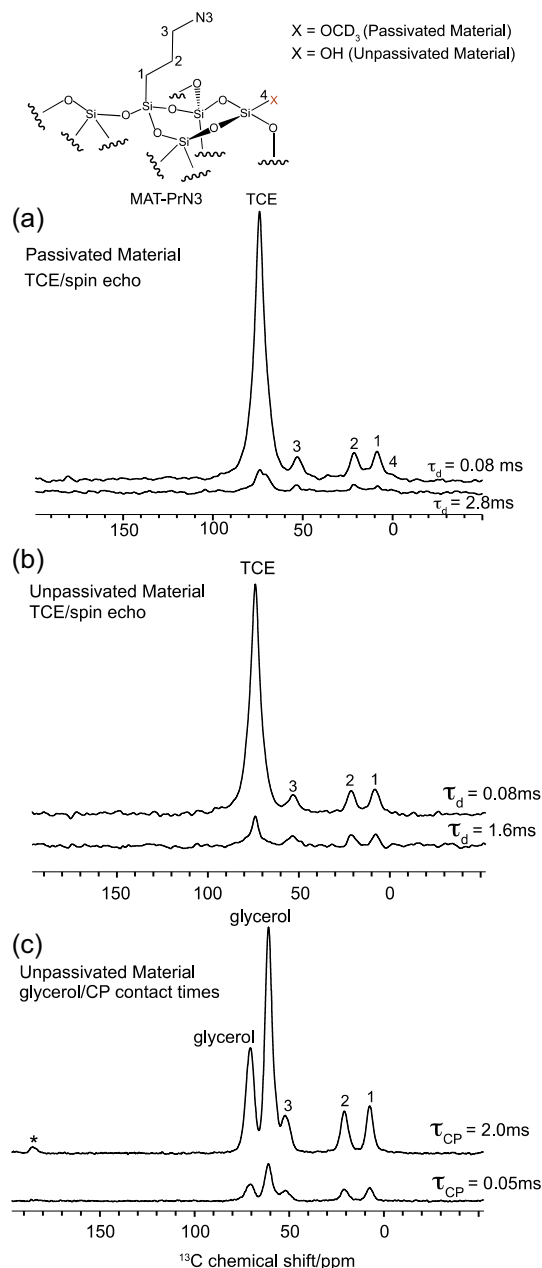 N3
3
2
1
X = OCD3 (Passivated Material)
X = OH (Unpassivated Material)
O
O
Si
O
Si
O
Si
O
Si
4
X
O
O
Si
O
MAT-PrN3
(a)
TCE
Passivated Material
TCE/spin echo
3
2
1
4
τd = 0.08 ms
τd = 2.8ms
150
100
50
0
(b)
TCE
Unpassivated Material
TCE/spin echo
3
2
1
τd = 0.08ms
τd = 1.6ms
150
100
50
0
(c)
glycerol
Unpassivated Material
glycerol/CP contact times
glycerol
3
2
1
*
τCP = 2.0ms
τCP = 0.05ms
150
100
50
0
13C chemical shift/ppm